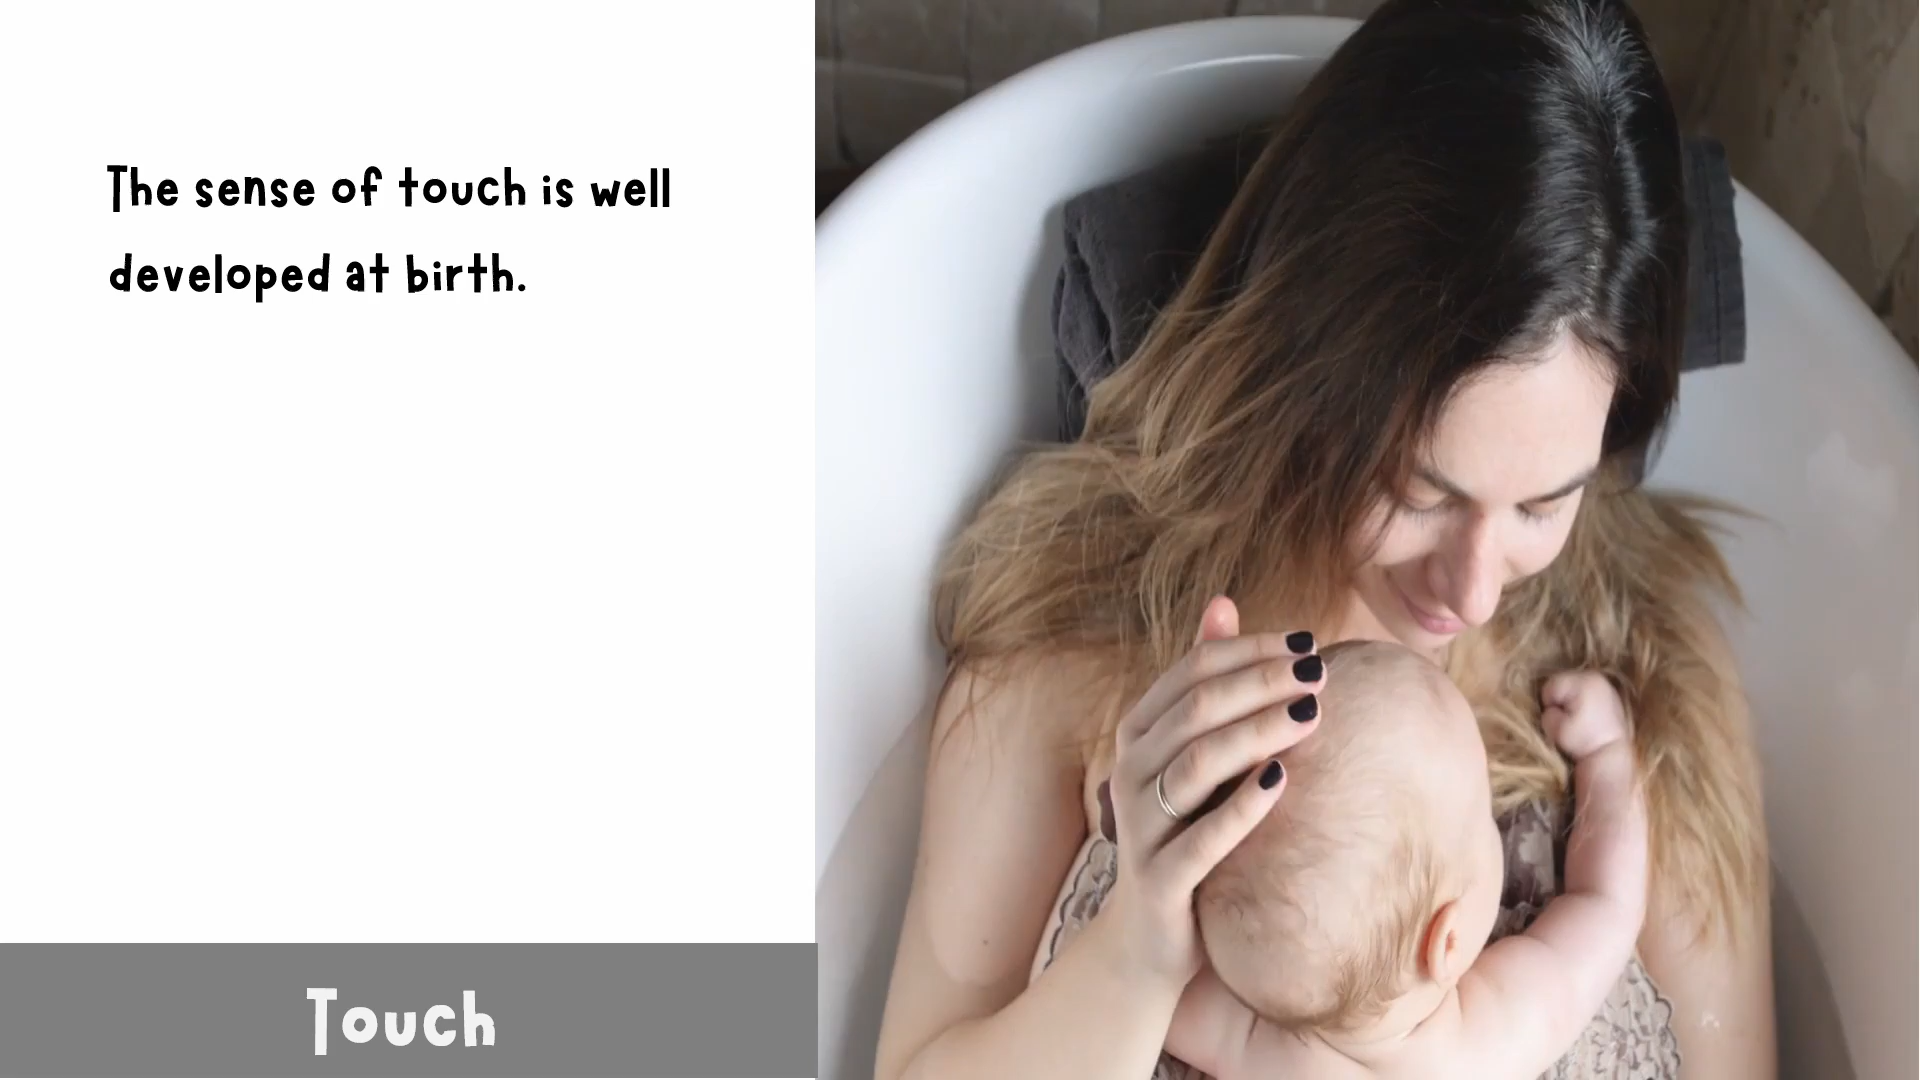 The sense of touch is well
developed at birth.
Touch